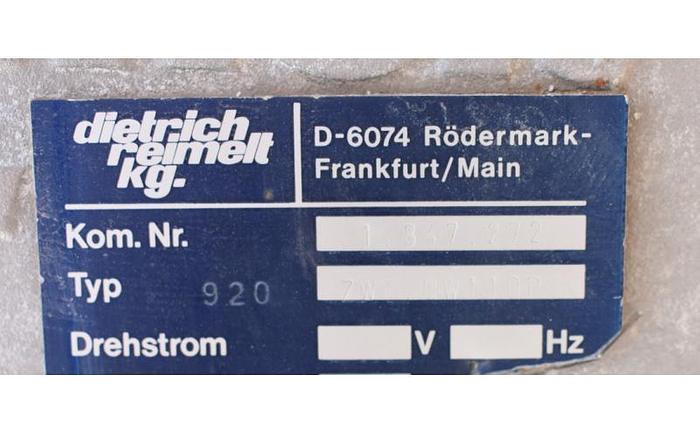 dietrich
reimelt
kg.
D-6074 Rödermark-
Frankfurt/Main
Kom. Nr.
Typ 920
Drehstrom V Hz